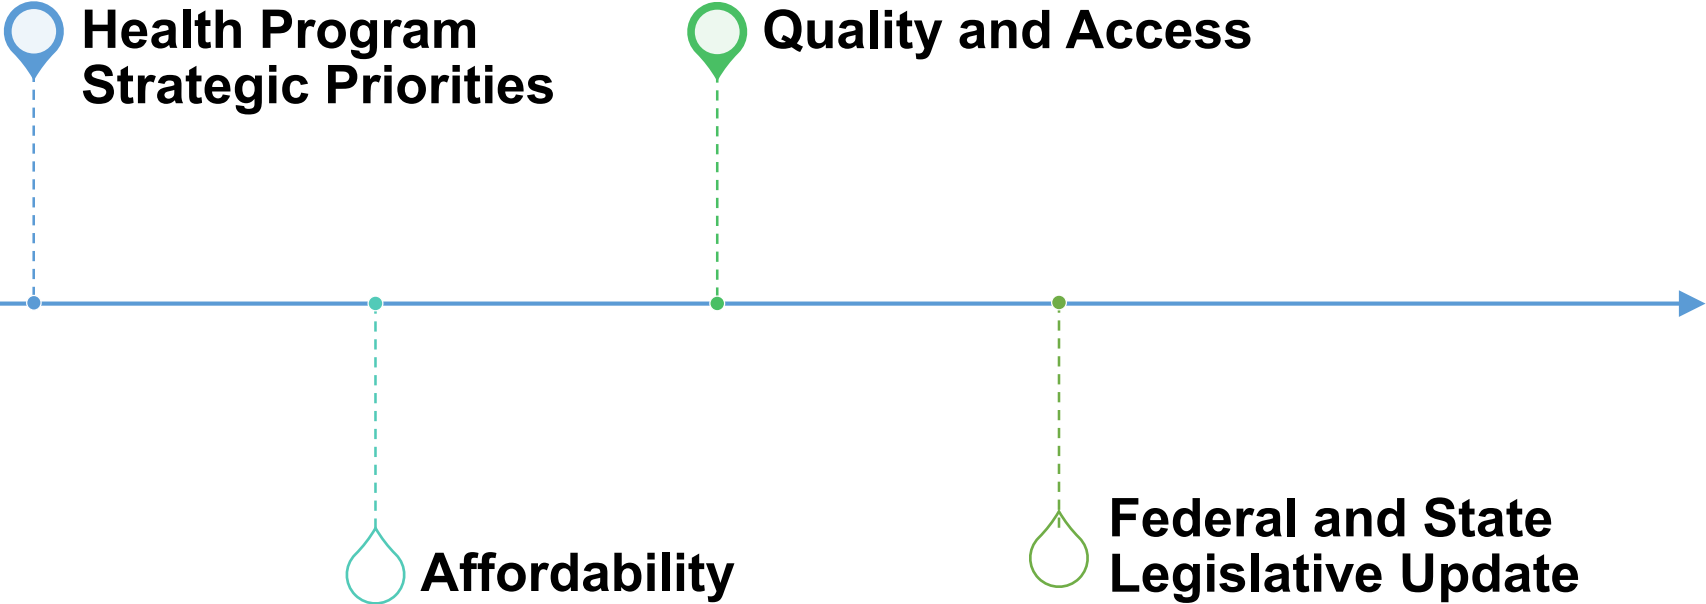 Health Program
Strategic Priorities
Quality and Access
Affordability
Federal and State
Legislative Update